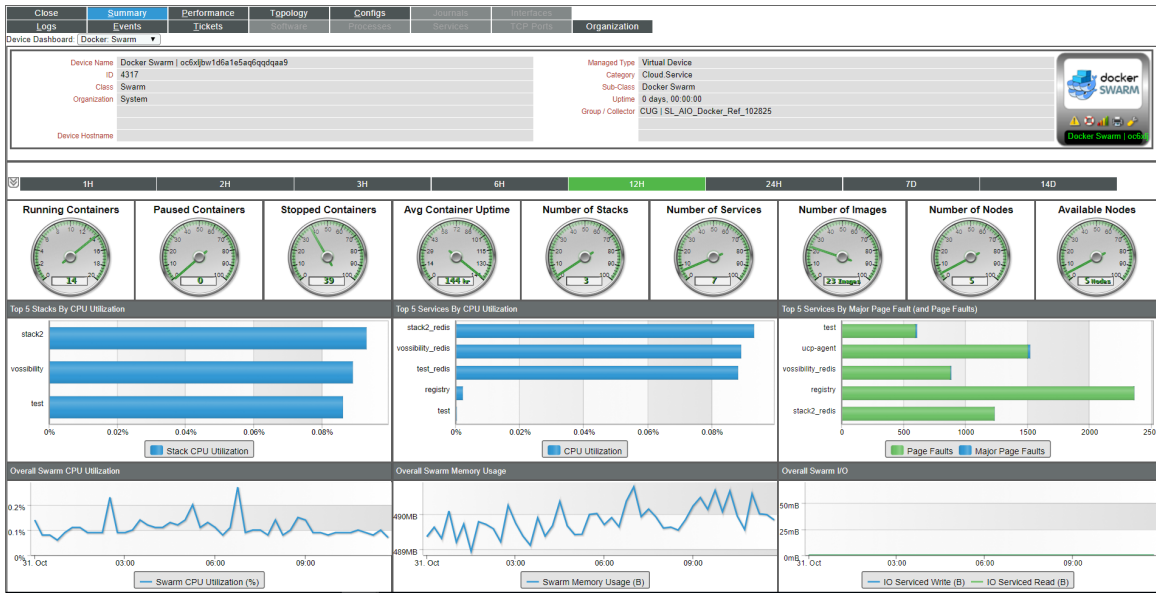 Close Summary Performance Topology Configs Journals Interfaces
Logs Events Tickets Software Processes Services TCP Ports Organization
Device Dashboard: Docker: Swarm
Device Name Docker Swarm | oc6xljbw1d6a1e5aq6qqdqaa9 Managed Type Virtual Device
ID 4317 Category Cloud.Service
Class Swarm Sub-Class Docker Swarm
Organization System Uptime 0 days, 00:00:00
Group / Collector CUG | SL_AIO_Docker_Ref_102825
Device Hostname
docker
SWARM
Docker Swarm | oc6xlj
1H 2H 3H 6H 12H 24H 7D 14D
Running Containers Paused Containers Stopped Containers Avg Container Uptime Number of Stacks Number of Services Number of Images Number of Nodes Available Nodes
14 0 39 144 hr 3 7 23 Images 5 5 Nodes
Top 5 Stacks By CPU Utilization Top 5 Services By CPU Utilization Top 5 Services By Major Page Fault (and Page Faults)
stack2
vossibility
test
0% 0.02% 0.04% 0.06% 0.08%
Stack CPU Utilization
stack2_redis
vossibility_redis
test_redis
registry
test
0% 0.02% 0.04% 0.06% 0.08%
CPU Utilization
test
ucp-agent
vossibility_redis
registry
stack2_redis
0 500 1000 1500 2000 250
Page Faults Major Page Faults
Overall Swarm CPU Utilization Overall Swarm Memory Usage Overall Swarm I/O
0.2%
0.1%
0%
31. Oct 03:00 06:00 09:00
Swarm CPU Utilization (%)
490MB
489MB
31. Oct 03:00 06:00 09:00
Swarm Memory Usage (B)
50mB
25mB
0mB
31. Oct 03:00 06:00 09:00
IO Serviced Write (B) IO Serviced Read (B)